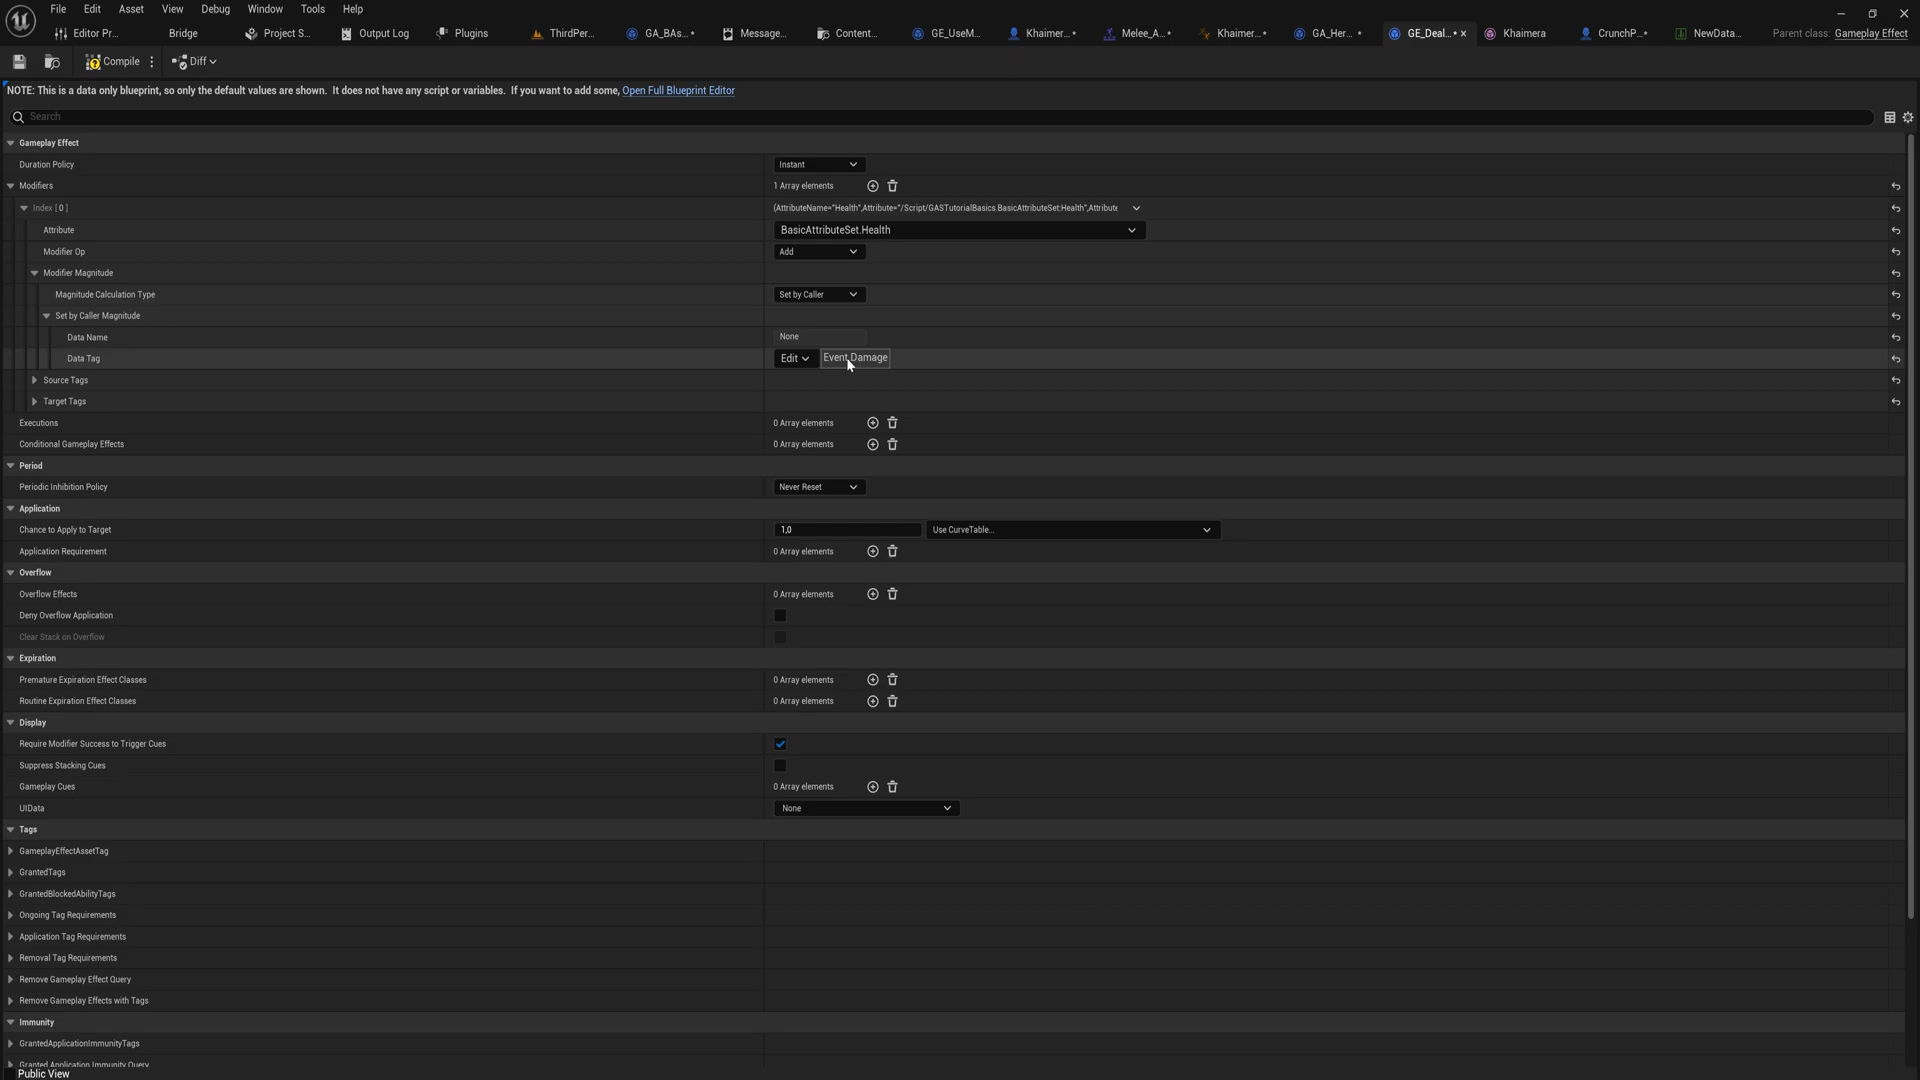 File Edit Asset View Debug Window Tools Help
Editor Pr... Bridge Project S... Output Log Plugins ThirdPer... GA_BAs... * Message... Content... GE_UseM... Khaimer... * Melee_A... * Khaimer... * GA_Her... * GE_Deal... * Khaimera CrunchP... * NewData... Parent class: Gameplay Effect
Compile Diff
NOTE: This is a data only blueprint, so only the default values are shown. It does not have any script or variables. If you want to add some, Open Full Blueprint Editor
Search
Gameplay Effect
Duration Policy Instant
Modifiers 1 Array elements
Index [ 0 ] (AttributeName="Health",Attribute="/Script/GASTutorialBasics.BasicAttributeSet:Health",Attribute
Attribute BasicAttributeSet.Health
Modifier Op Add
Modifier Magnitude
Magnitude Calculation Type Set by Caller
Set by Caller Magnitude
Data Name None
Data Tag Edit Event.Damage
Source Tags
Target Tags
Executions 0 Array elements
Conditional Gameplay Effects 0 Array elements
Period
Periodic Inhibition Policy Never Reset
Application
Chance to Apply to Target 1,0 Use CurveTable...
Application Requirement 0 Array elements
Overflow
Overflow Effects 0 Array elements
Deny Overflow Application
Clear Stack on Overflow
Expiration
Premature Expiration Effect Classes 0 Array elements
Routine Expiration Effect Classes 0 Array elements
Display
Require Modifier Success to Trigger Cues
Suppress Stacking Cues
Gameplay Cues 0 Array elements
UIData None
Tags
GameplayEffectAssetTag
GrantedTags
GrantedBlockedAbilityTags
Ongoing Tag Requirements
Application Tag Requirements
Removal Tag Requirements
Remove Gameplay Effect Query
Remove Gameplay Effects with Tags
Immunity
GrantedApplicationImmunityTags
Granted Application Immunity Query
Public View